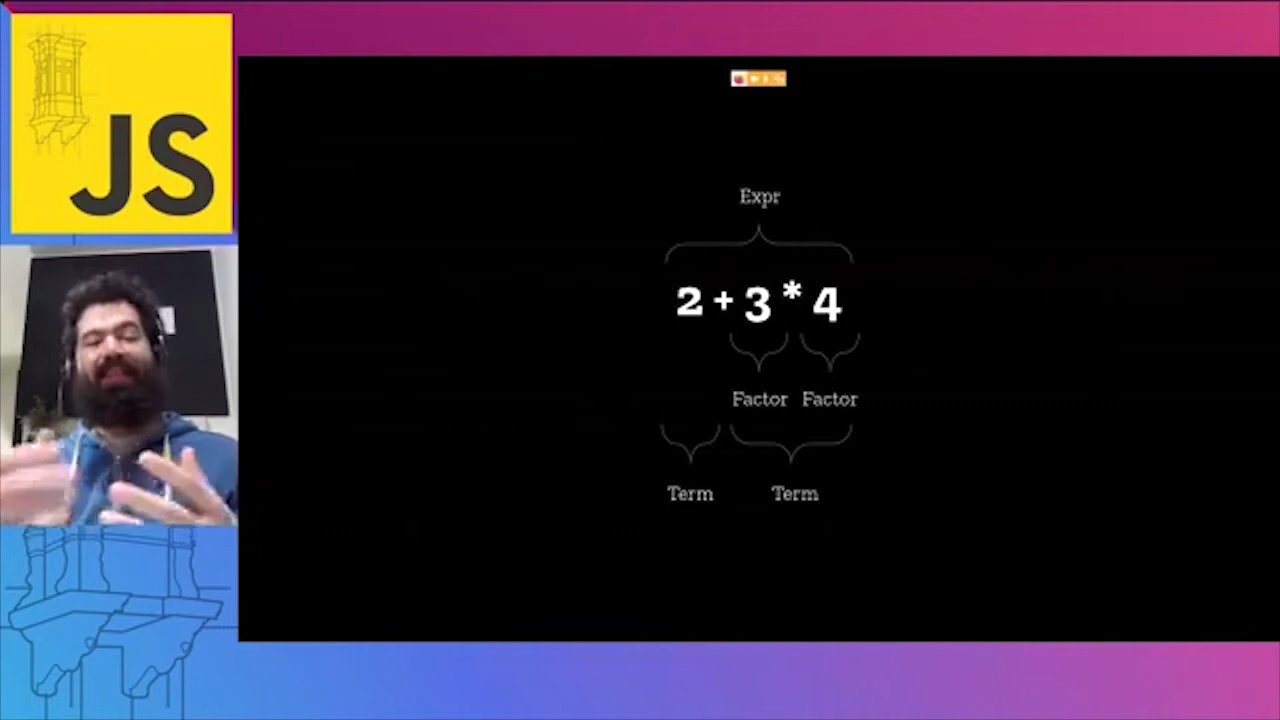 JS
Expr
2 + 3 * 4
Factor Factor
Term Term